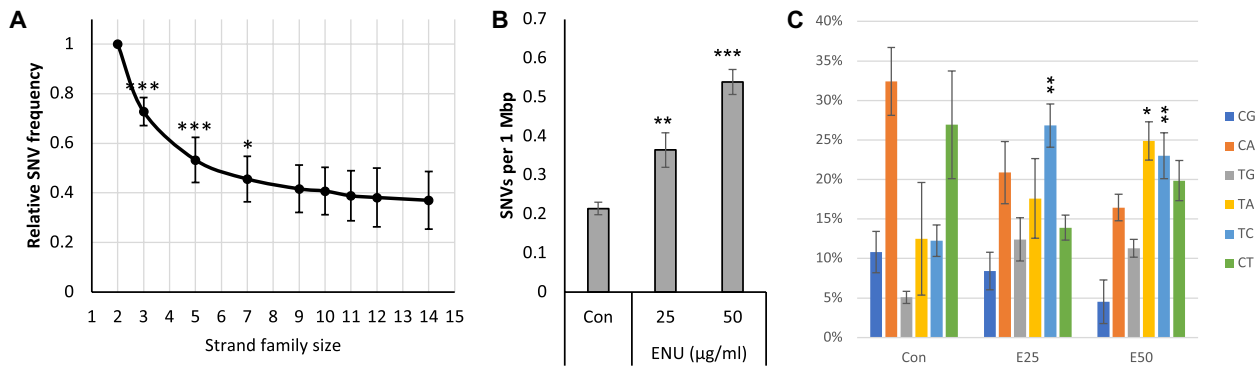 A
Relative SNV frequency
1
0.8
0.6
0.4
0.2
0
***
***
*
1 2 3 4 5 6 7 8 9 10 11 12 13 14 15
Strand family size
B
SNVs per 1 Mbp
0.7
0.6
0.5
0.4
0.3
0.2
0.1
0
**
***
Con 25 50
ENU (µg/ml)
C
40%
35%
30%
25%
20%
15%
10%
5%
0%
**
*
**
Con E25 E50
CG
CA
TG
TA
TC
CT